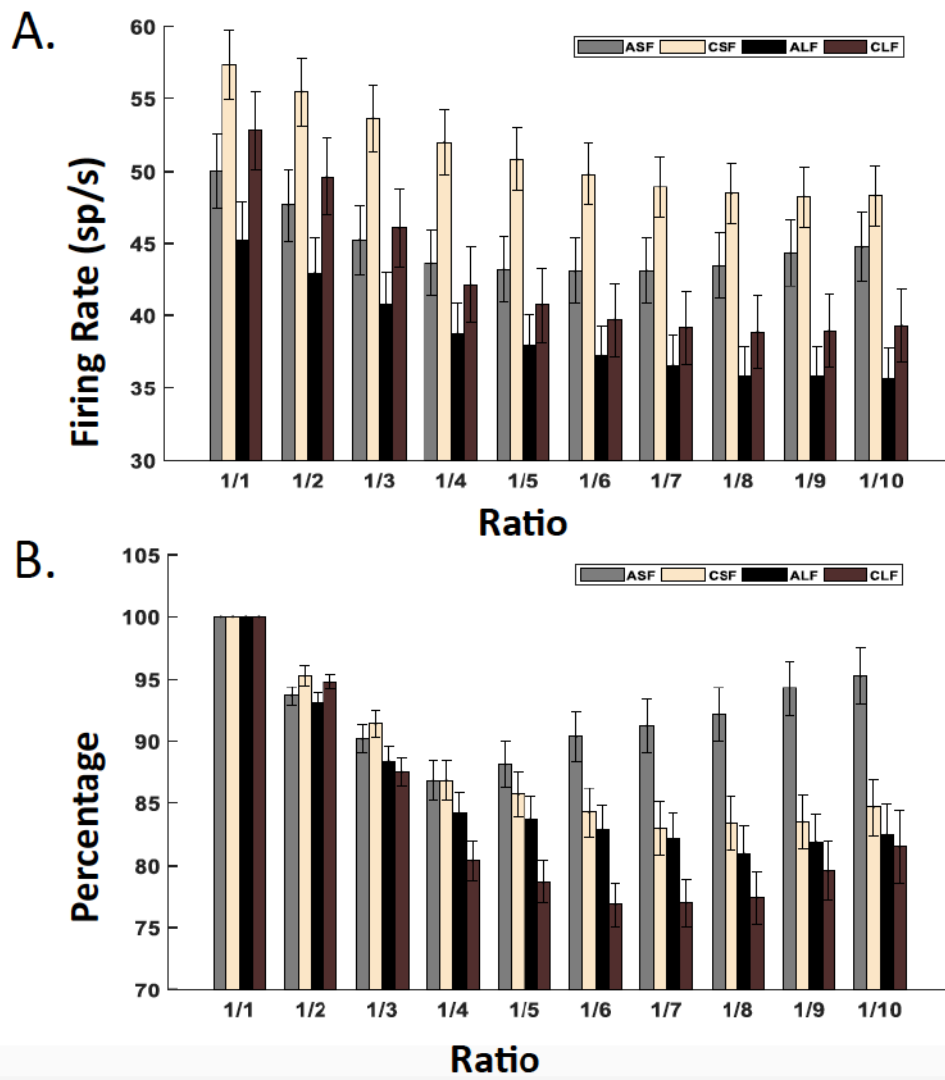 A.
ASF CSF ALF CLF
60
55
50
45
40
35
30
Firing Rate (sp/s)
1/1 1/2 1/3 1/4 1/5 1/6 1/7 1/8 1/9 1/10
Ratio
B.
ASF CSF ALF CLF
105
100
95
90
85
80
75
70
Percentage
1/1 1/2 1/3 1/4 1/5 1/6 1/7 1/8 1/9 1/10
Ratio